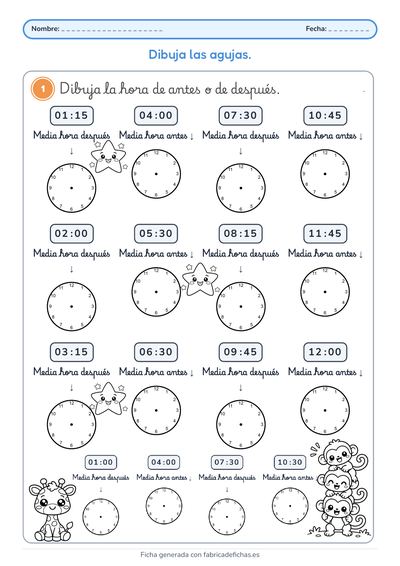 Nombre:
Fecha:
Dibuja las agujas.
1 Dibuja la hora de antes o de después.
01:15 04:00 07:30 10:45
Media hora después Media hora antes ↓ Media hora después Media hora antes ↓
↓ ↓
02:00 05:30 08:15 11:45
Media hora después Media hora antes ↓ Media hora después Media hora antes ↓
↓ ↓
03:15 06:30 09:45 12:00
Media hora después Media hora antes ↓ Media hora después Media hora antes ↓
↓ ↓
01:00 04:00 07:30 10:30
Media hora después Media hora antes ↓ Media hora después Media hora antes
↓ ↓
Ficha generada con fabricadefichas.es